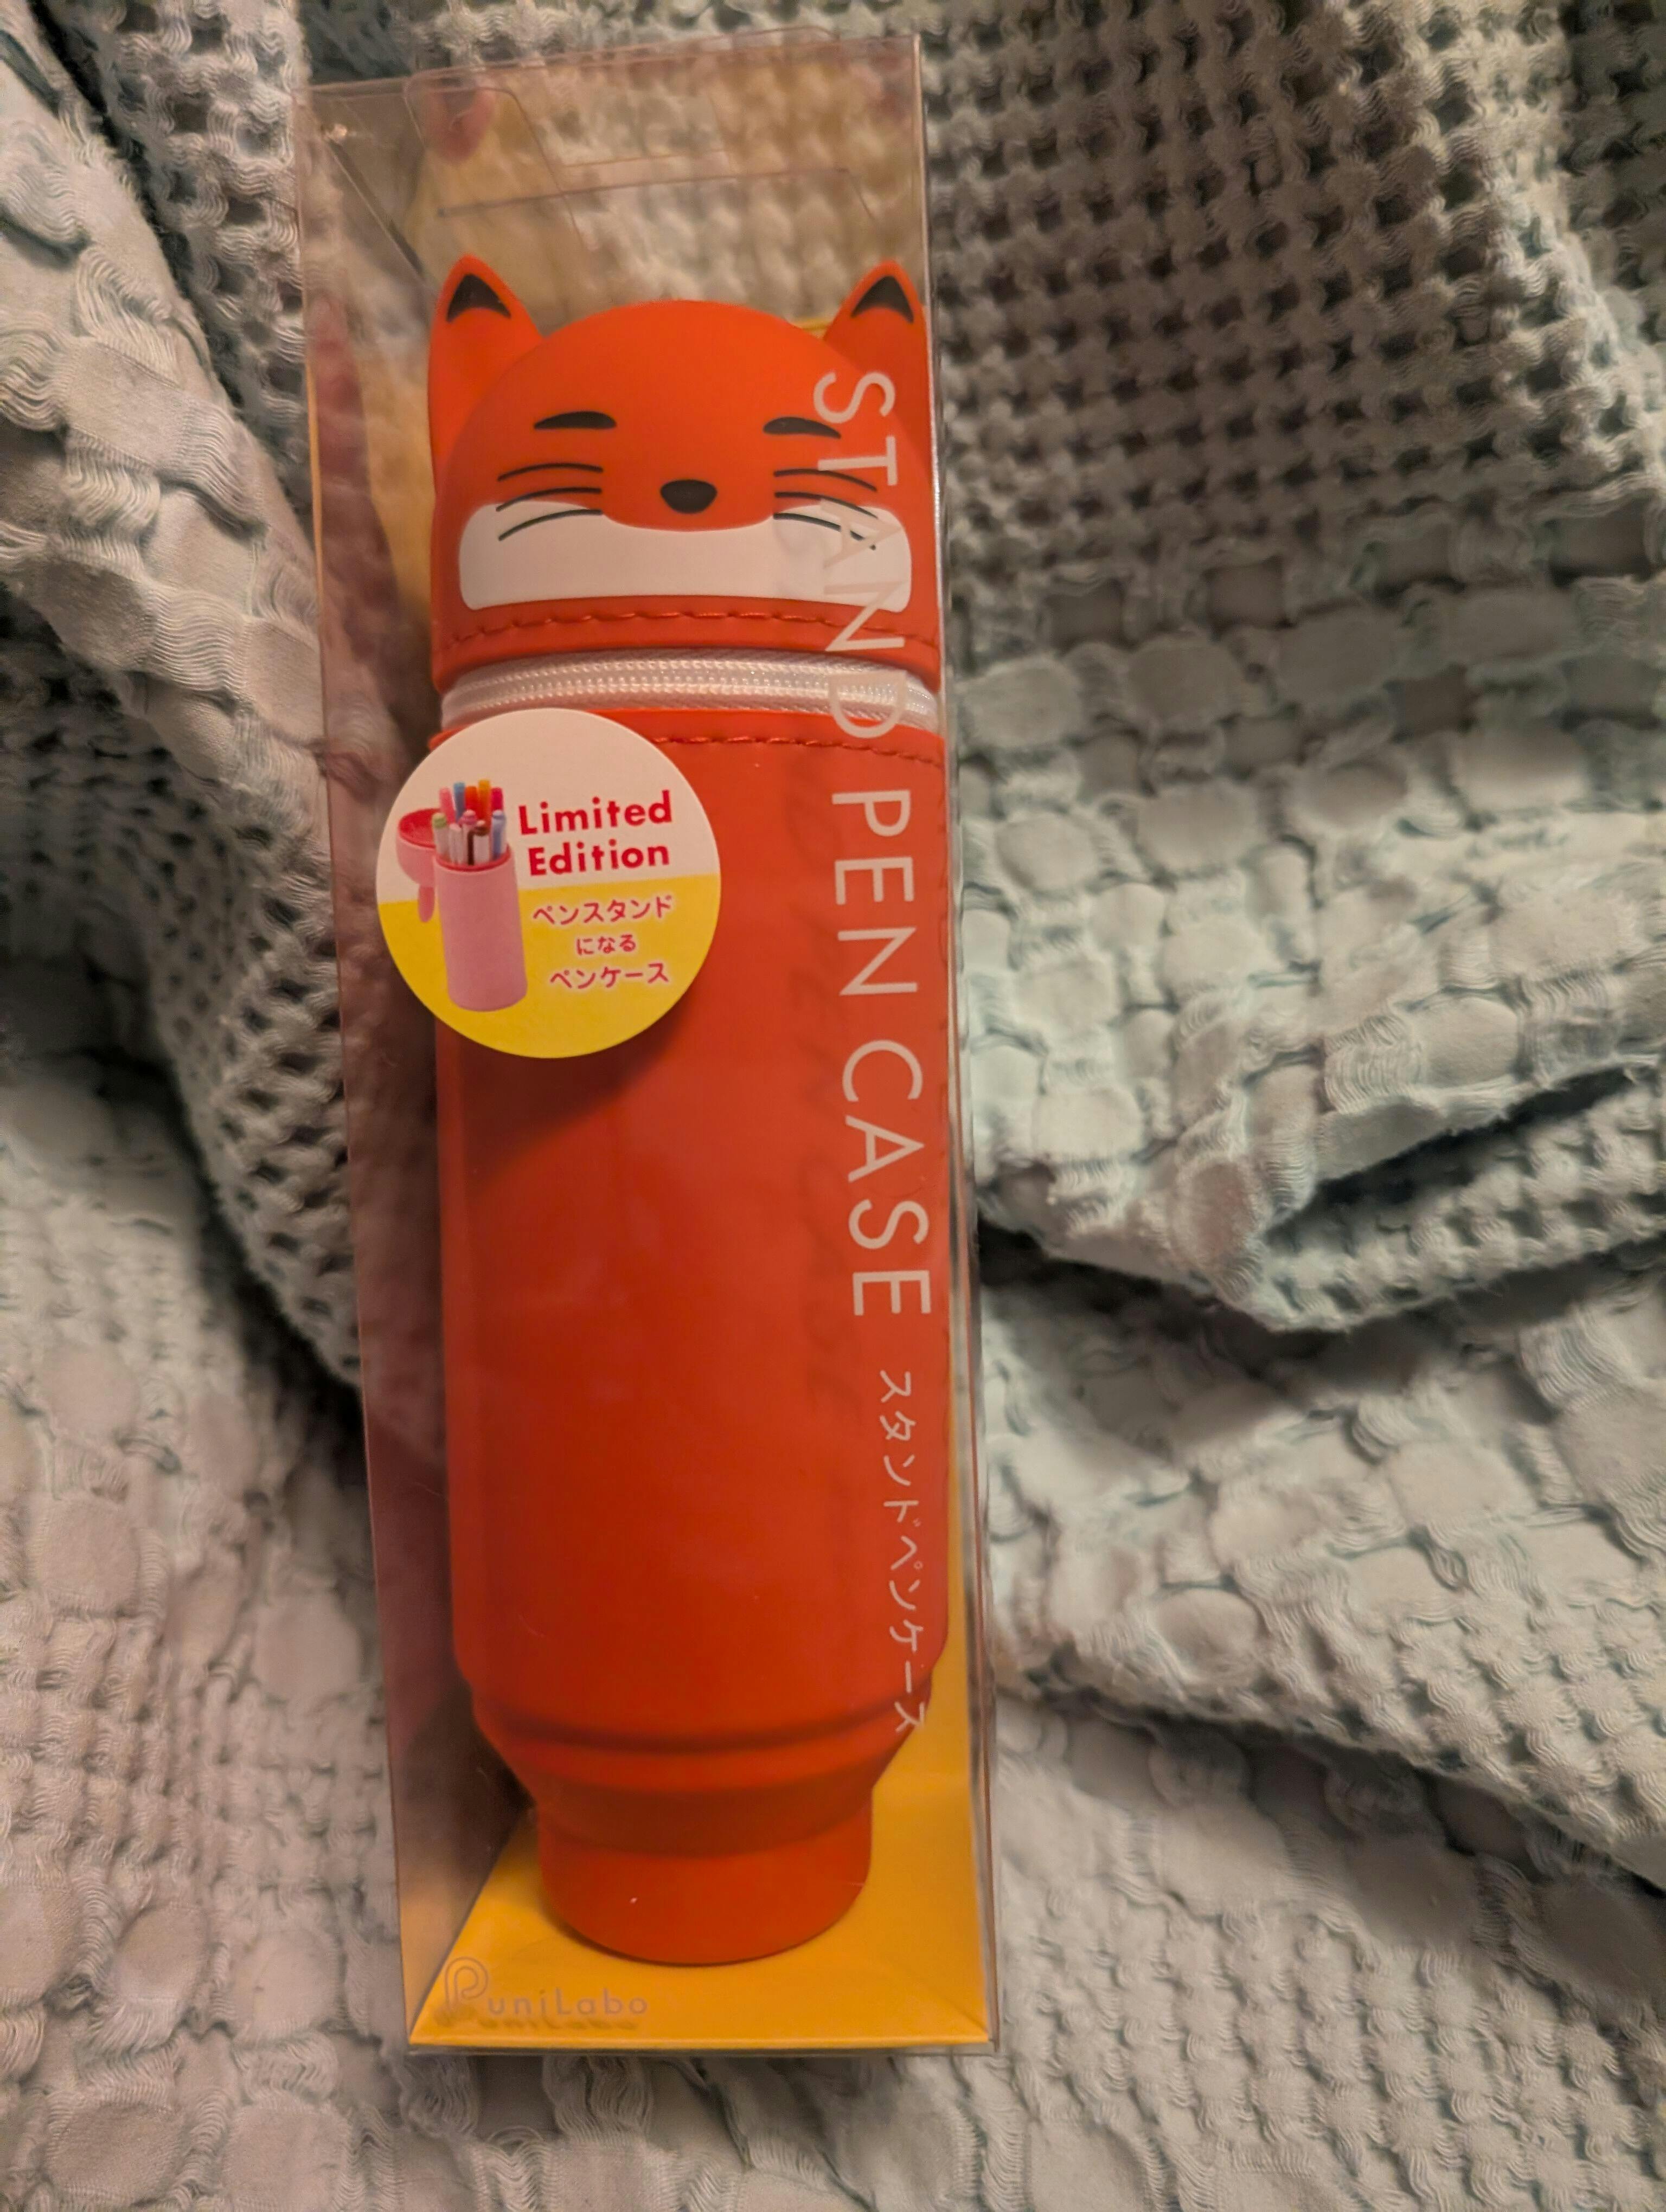 STAND PEN CASE スタンドペンケース
Limited
Edition
ペンスタンド
になる
ペンケース
PuniLabo